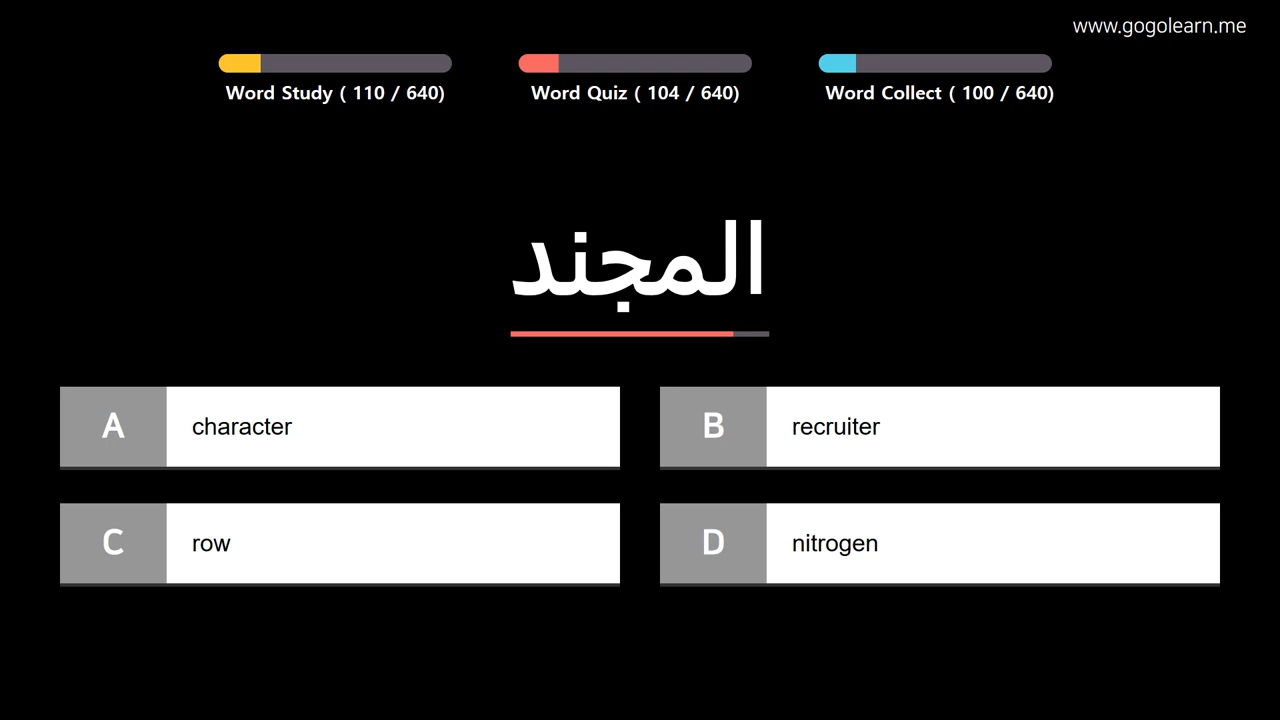 www.gogolearn.me
Word Study ( 110 / 640)
Word Quiz ( 104 / 640)
Word Collect ( 100 / 640)
المجند
A character
B recruiter
C row
D nitrogen